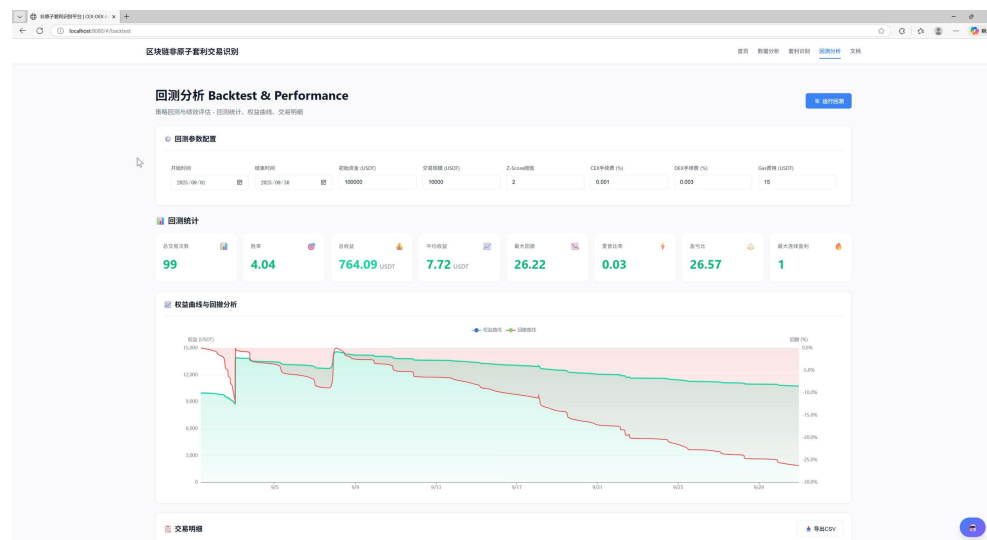 非原子套利识别平台 | CEX-DEX A
localhost:8080/#/backtest
区块链非原子套利交易识别
首页 数据分析 套利识别 回测分析 文档
回测分析 Backtest & Performance
策略回测与绩效评估 - 回测统计、权益曲线、交易明细
运行回测
回测参数配置
开始时间 结束时间 初始资金 (USDT) 交易规模 (USDT) Z-Score阈值 CEX手续费 (%) DEX手续费 (%) Gas费用 (USDT)
2025/09/01 2025/09/30 100000 10000 2 0.001 0.003 15
回测统计
总交易次数 胜率 总收益 平均收益 最大回撤 夏普比率 盈亏比 最大连续盈利
99 4.04 764.09 USDT 7.72 USDT 26.22 0.03 26.57 1
权益曲线与回撤分析
权益曲线 回撤曲线
权益 (USDT) 回撤 (%)
15,000 0.0%
12,000 -5.0%
9,000 -10.0%
6,000 -15.0%
3,000 -20.0%
0 -25.0%
-30.0%
9/5 9/9 9/13 9/17 9/21 9/25 9/29
交易明细
导出CSV